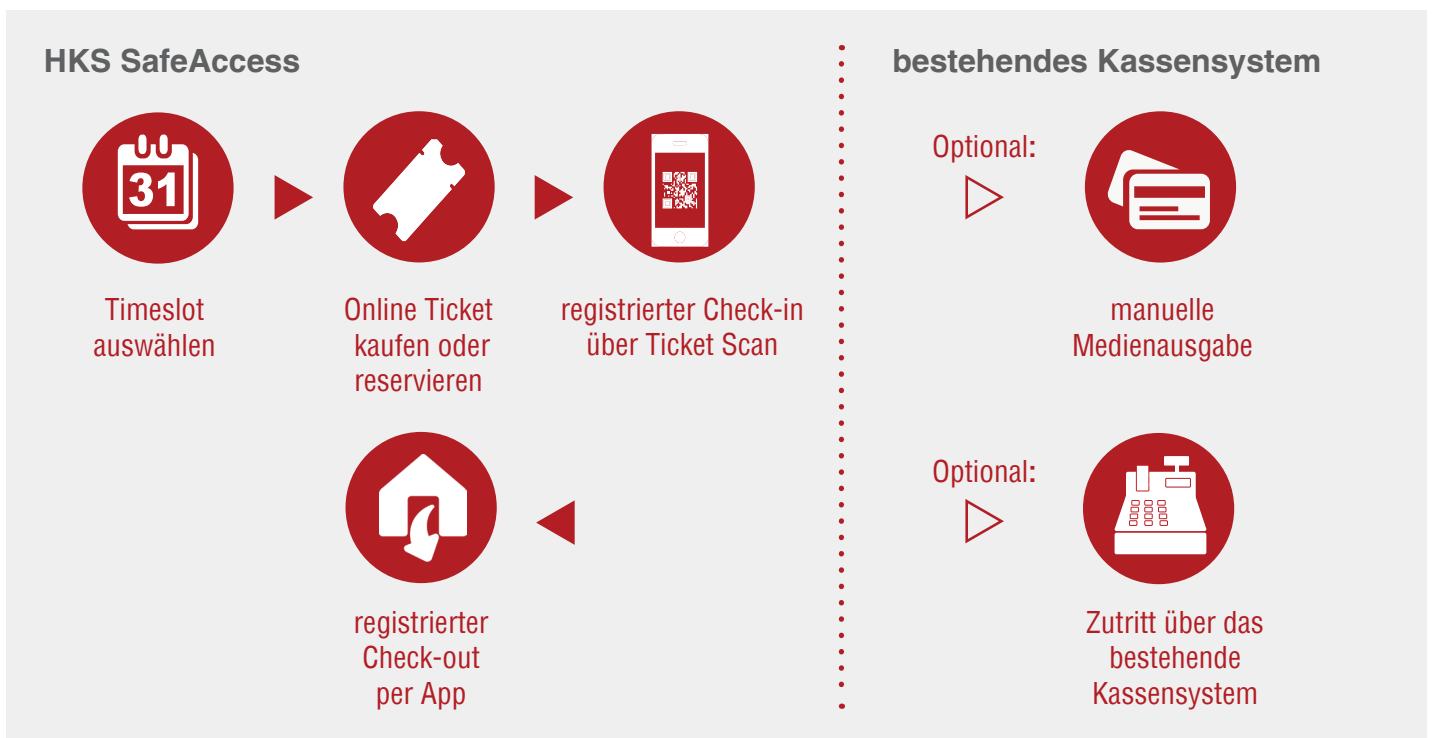 HKS SafeAccess
31
Timeslot
auswählen
Online Ticket
kaufen oder
reservieren
registrierter Check-in
über Ticket Scan
registrierter
Check-out
per App
bestehendes Kassensystem
Optional:
manuelle
Medienausgabe
Optional:
Zutritt über das
bestehende
Kassensystem